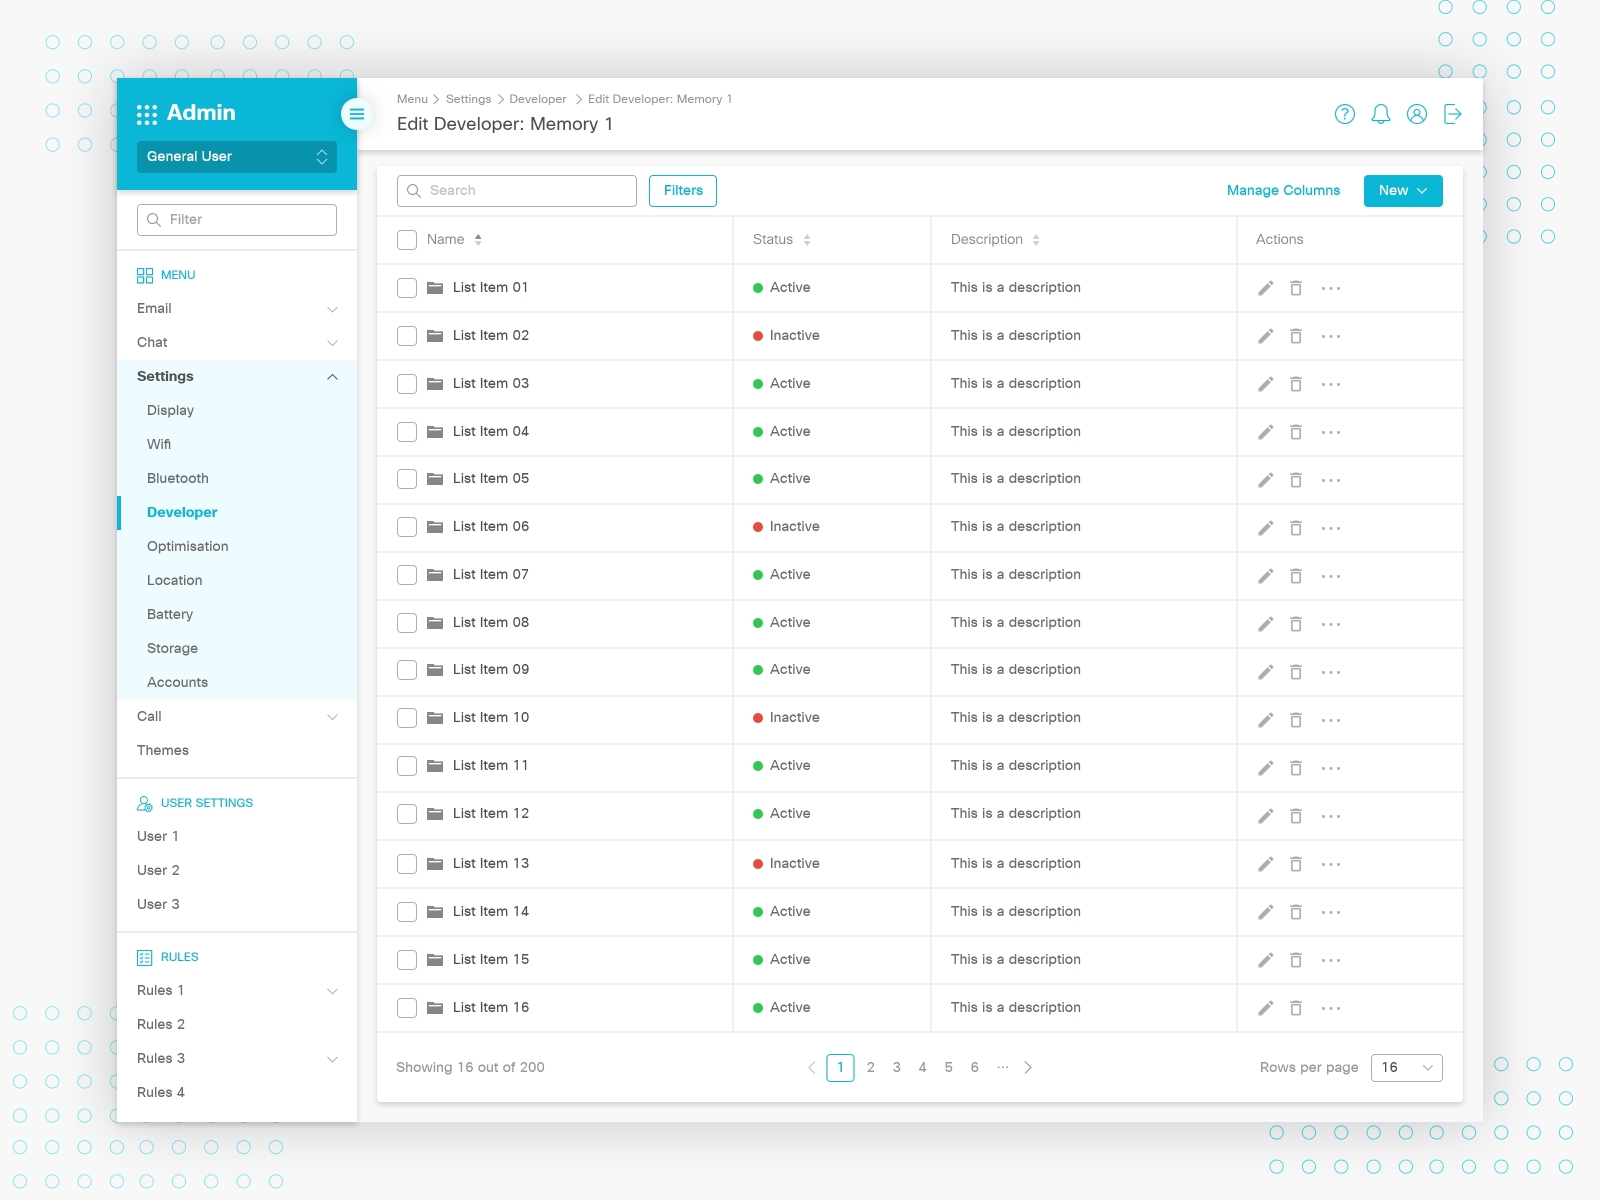 Admin
General User
Filter
MENU
Email
Chat
Settings
Display
Wifi
Bluetooth
Developer
Optimisation
Location
Battery
Storage
Accounts
Call
Themes
USER SETTINGS
User 1
User 2
User 3
RULES
Rules 1
Rules 2
Rules 3
Rules 4
Menu > Settings > Developer > Edit Developer: Memory 1
Edit Developer: Memory 1
Search Filters Manage Columns New
Name Status Description Actions
List Item 01 Active This is a description
List Item 02 Inactive This is a description
List Item 03 Active This is a description
List Item 04 Active This is a description
List Item 05 Active This is a description
List Item 06 Inactive This is a description
List Item 07 Active This is a description
List Item 08 Active This is a description
List Item 09 Active This is a description
List Item 10 Inactive This is a description
List Item 11 Active This is a description
List Item 12 Active This is a description
List Item 13 Inactive This is a description
List Item 14 Active This is a description
List Item 15 Active This is a description
List Item 16 Active This is a description
Showing 16 out of 200 < 1 2 3 4 5 6 ... > Rows per page 16